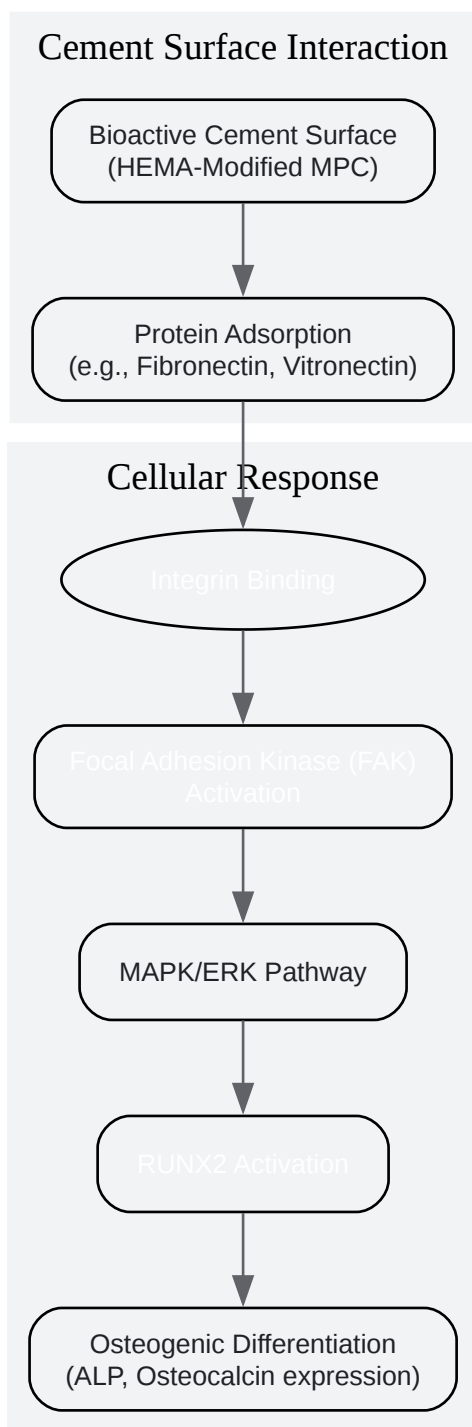 Cement Surface Interaction
Bioactive Cement Surface
(HEMA-Modified MPC)
Protein Adsorption
(e.g., Fibronectin, Vitronectin)
Cellular Response
Integrin Binding
Focal Adhesion Kinase (FAK)
Activation
MAPK/ERK Pathway
RUNX2 Activation
Osteogenic Differentiation
(ALP, Osteocalcin expression)